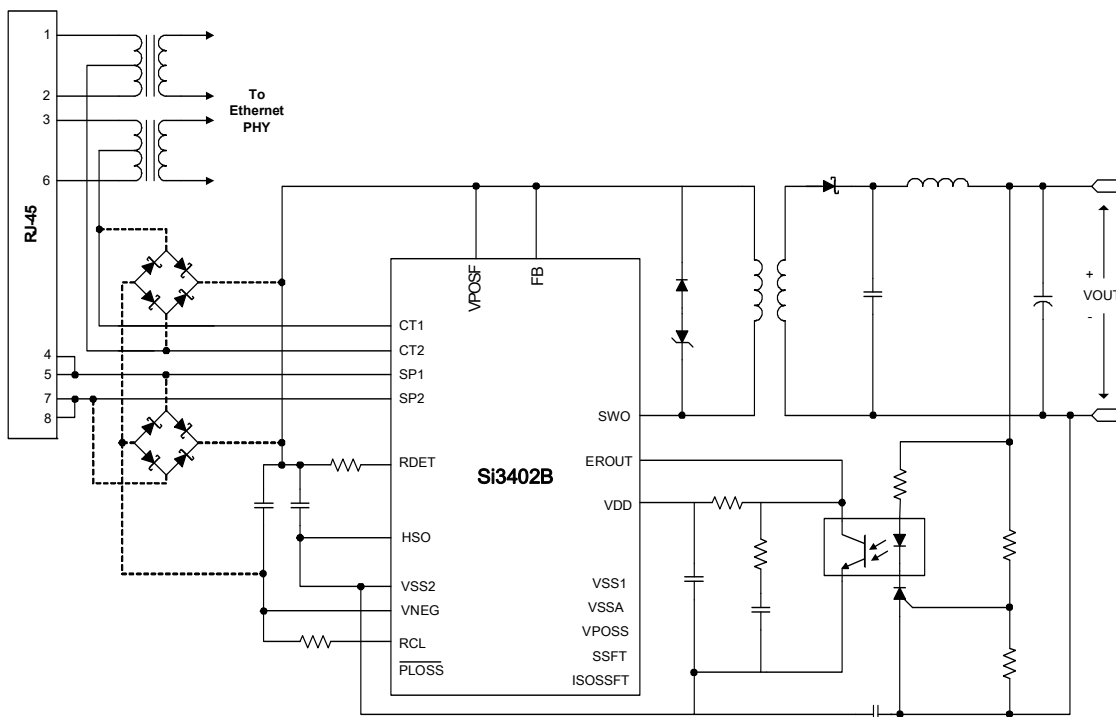 1
2
3
6
RJ-45
4
5
7
8
To
Ethernet
PHY
VPOSF
FB
CT1
CT2
SP1
SP2
RDET
HSO
VSS2
VNEG
RCL
PLOSS
Si3402B
SWO
EROUT
VDD
VSS1
VSSA
VPOSS
SSFT
ISOSSFT
+
VOUT
-